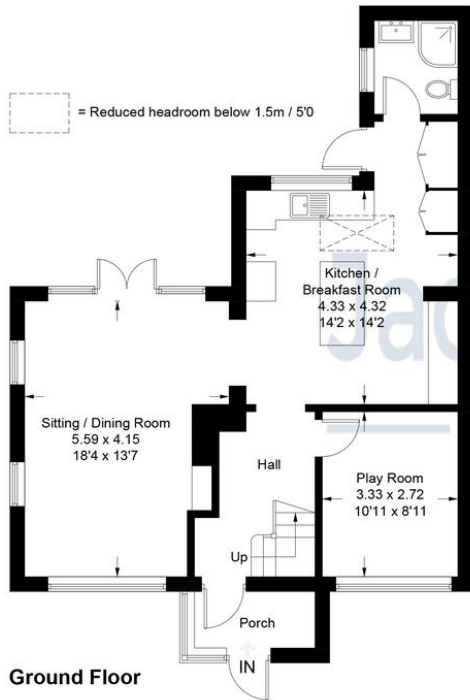 = Reduced headroom below 1.5m / 5'0
Kitchen /
Breakfast Room
4.33 x 4.32
14'2 x 14'2
Jac
Sitting / Dining Room
5.59 x 4.15
18'4 x 13'7
Hall
Play Room
3.33 x 2.72
10'11 x 8'11
Up
Porch
IN
Ground Floor